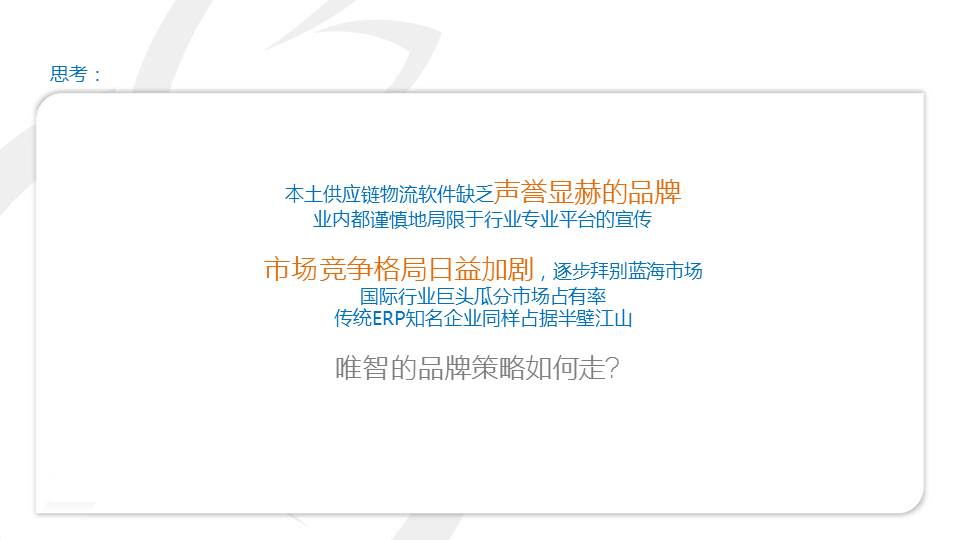 思考：
本土供应链物流软件缺乏声誉显赫的品牌
业内都谨慎地局限于行业专业平台的宣传
市场竞争格局日益加剧，逐步拜别蓝海市场
国际行业巨头瓜分市场占有率
传统ERP知名企业同样占据半壁江山
唯智的品牌策略如何走?